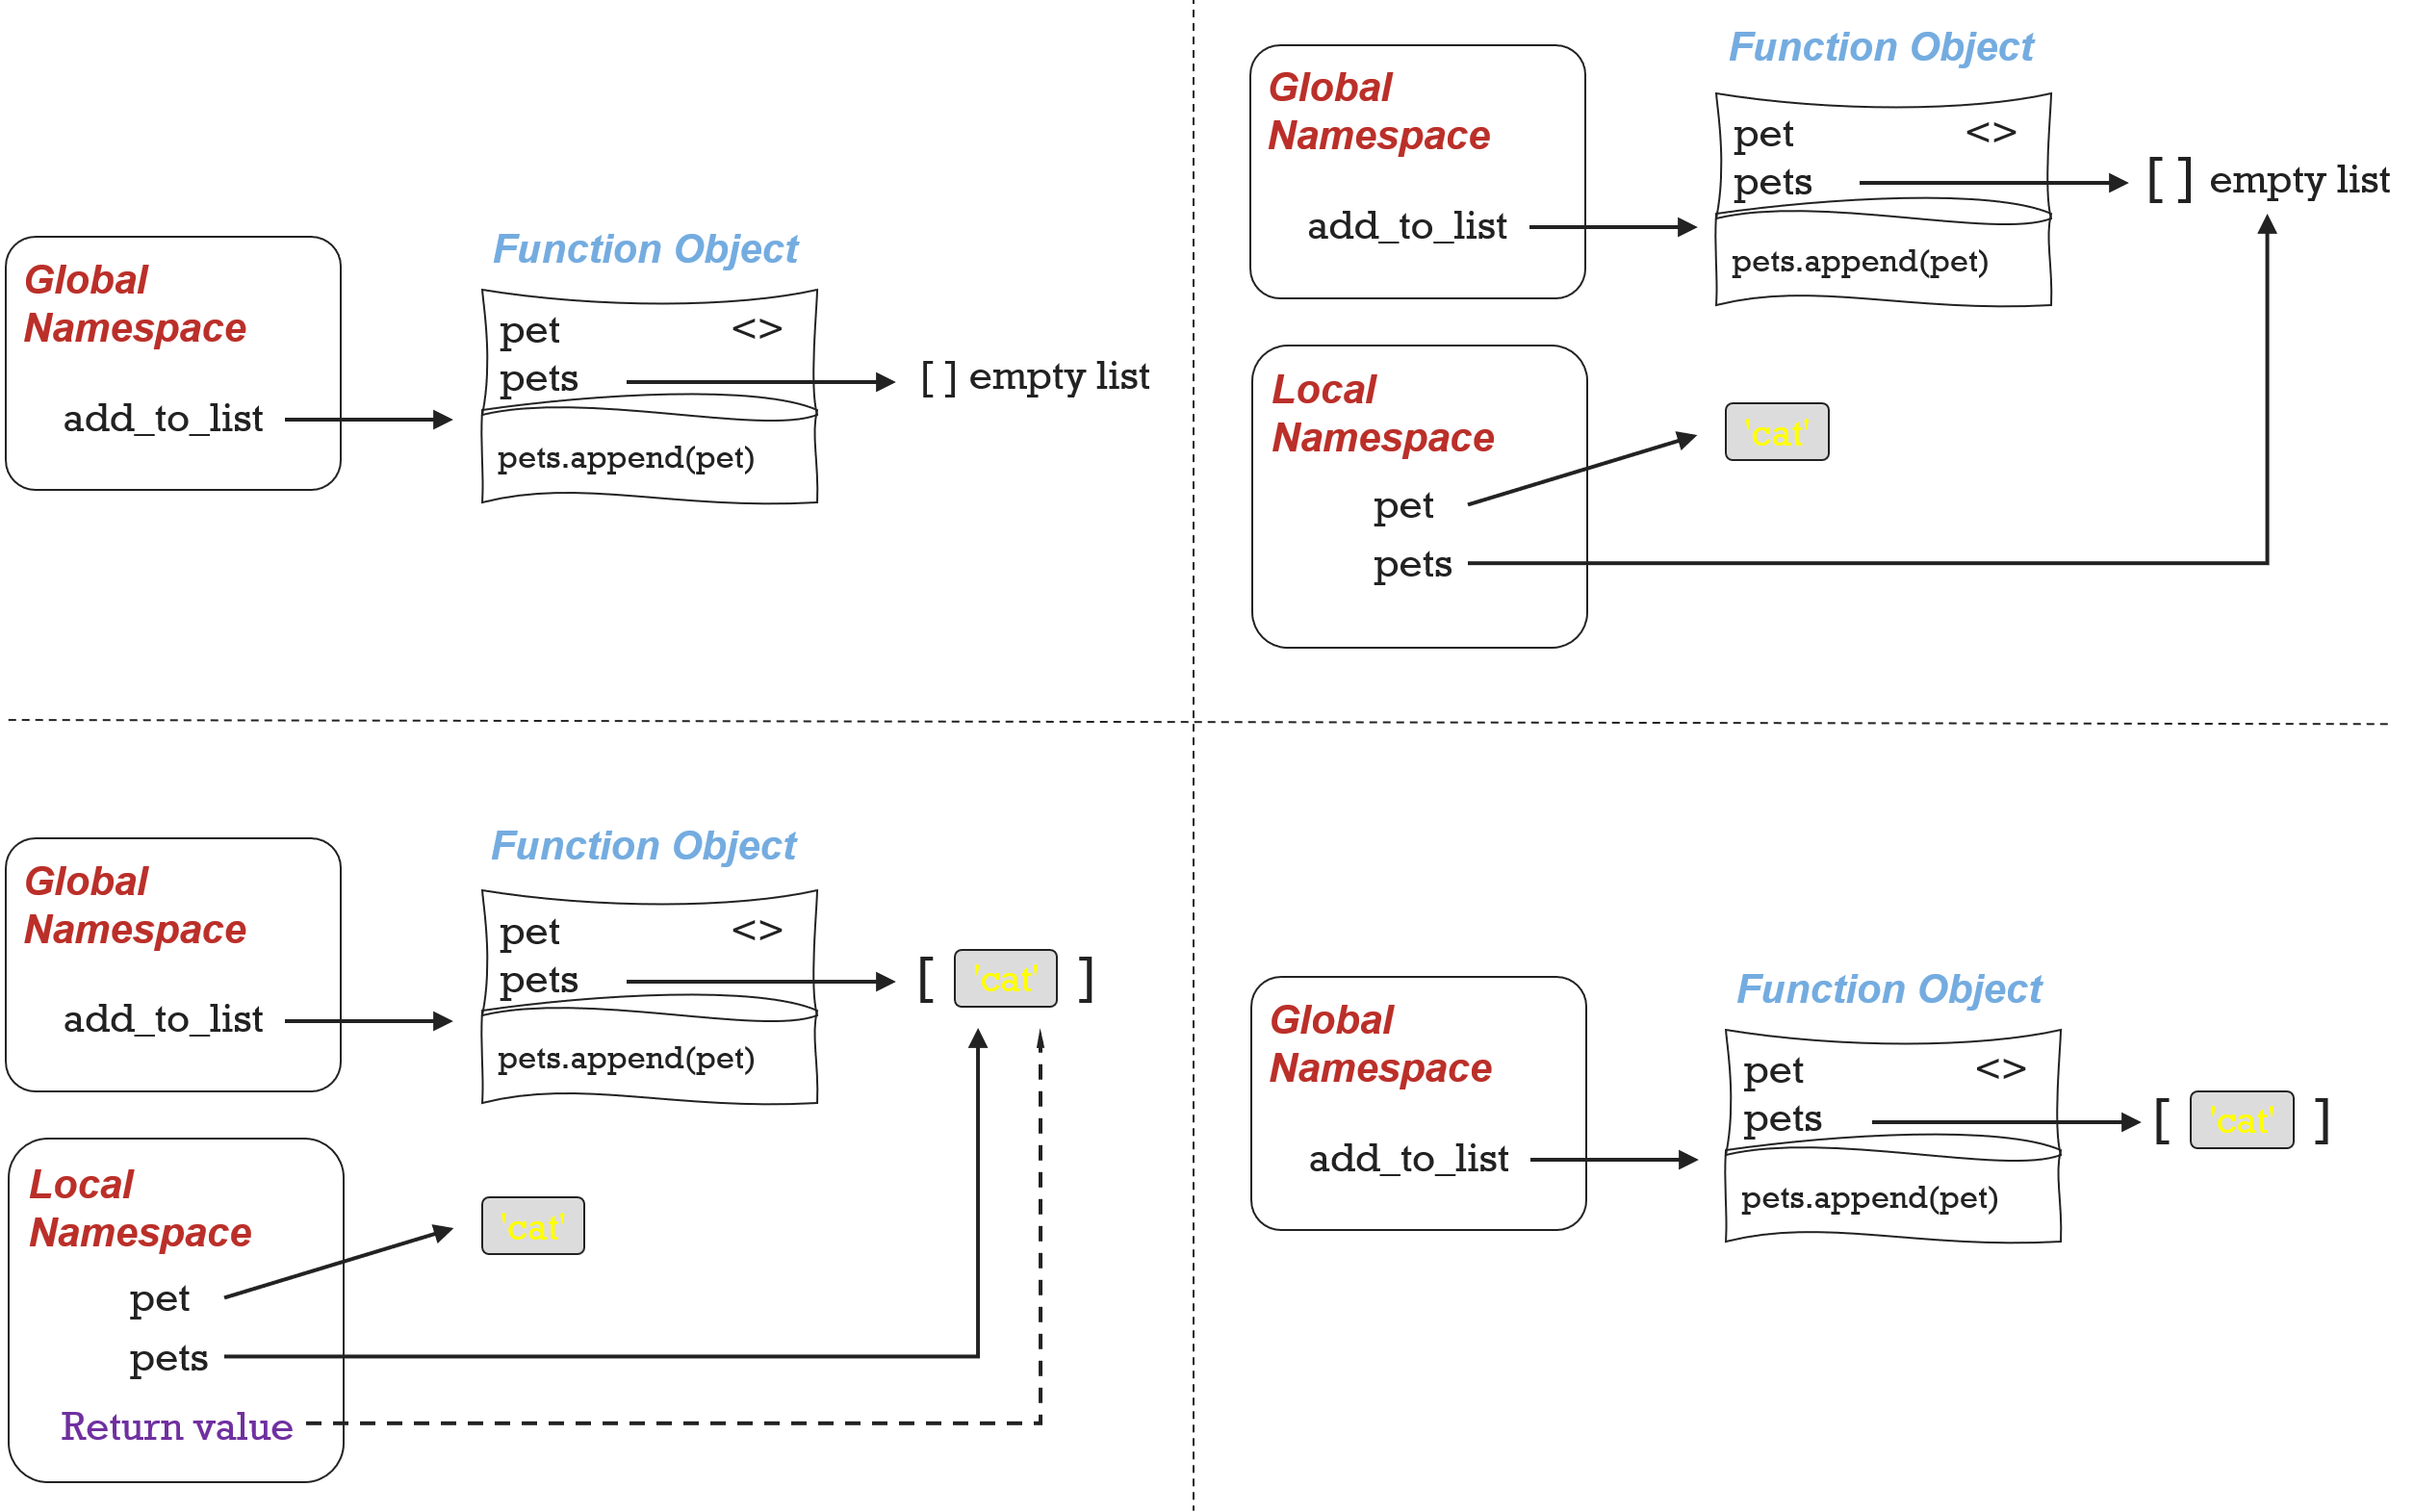 Global
Namespace
add_to_list
Function Object
pet <>
pets
pets.append(pet)
[ ] empty list
Global
Namespace
add_to_list
Function Object
pet <>
pets
pets.append(pet)
[ ] empty list
Local
Namespace
pet
pets
'cat'
Global
Namespace
add_to_list
Function Object
pet <>
pets
pets.append(pet)
[ 'cat' ]
Local
Namespace
pet
pets
Return value
'cat'
Global
Namespace
add_to_list
Function Object
pet <>
pets
pets.append(pet)
[ 'cat' ]